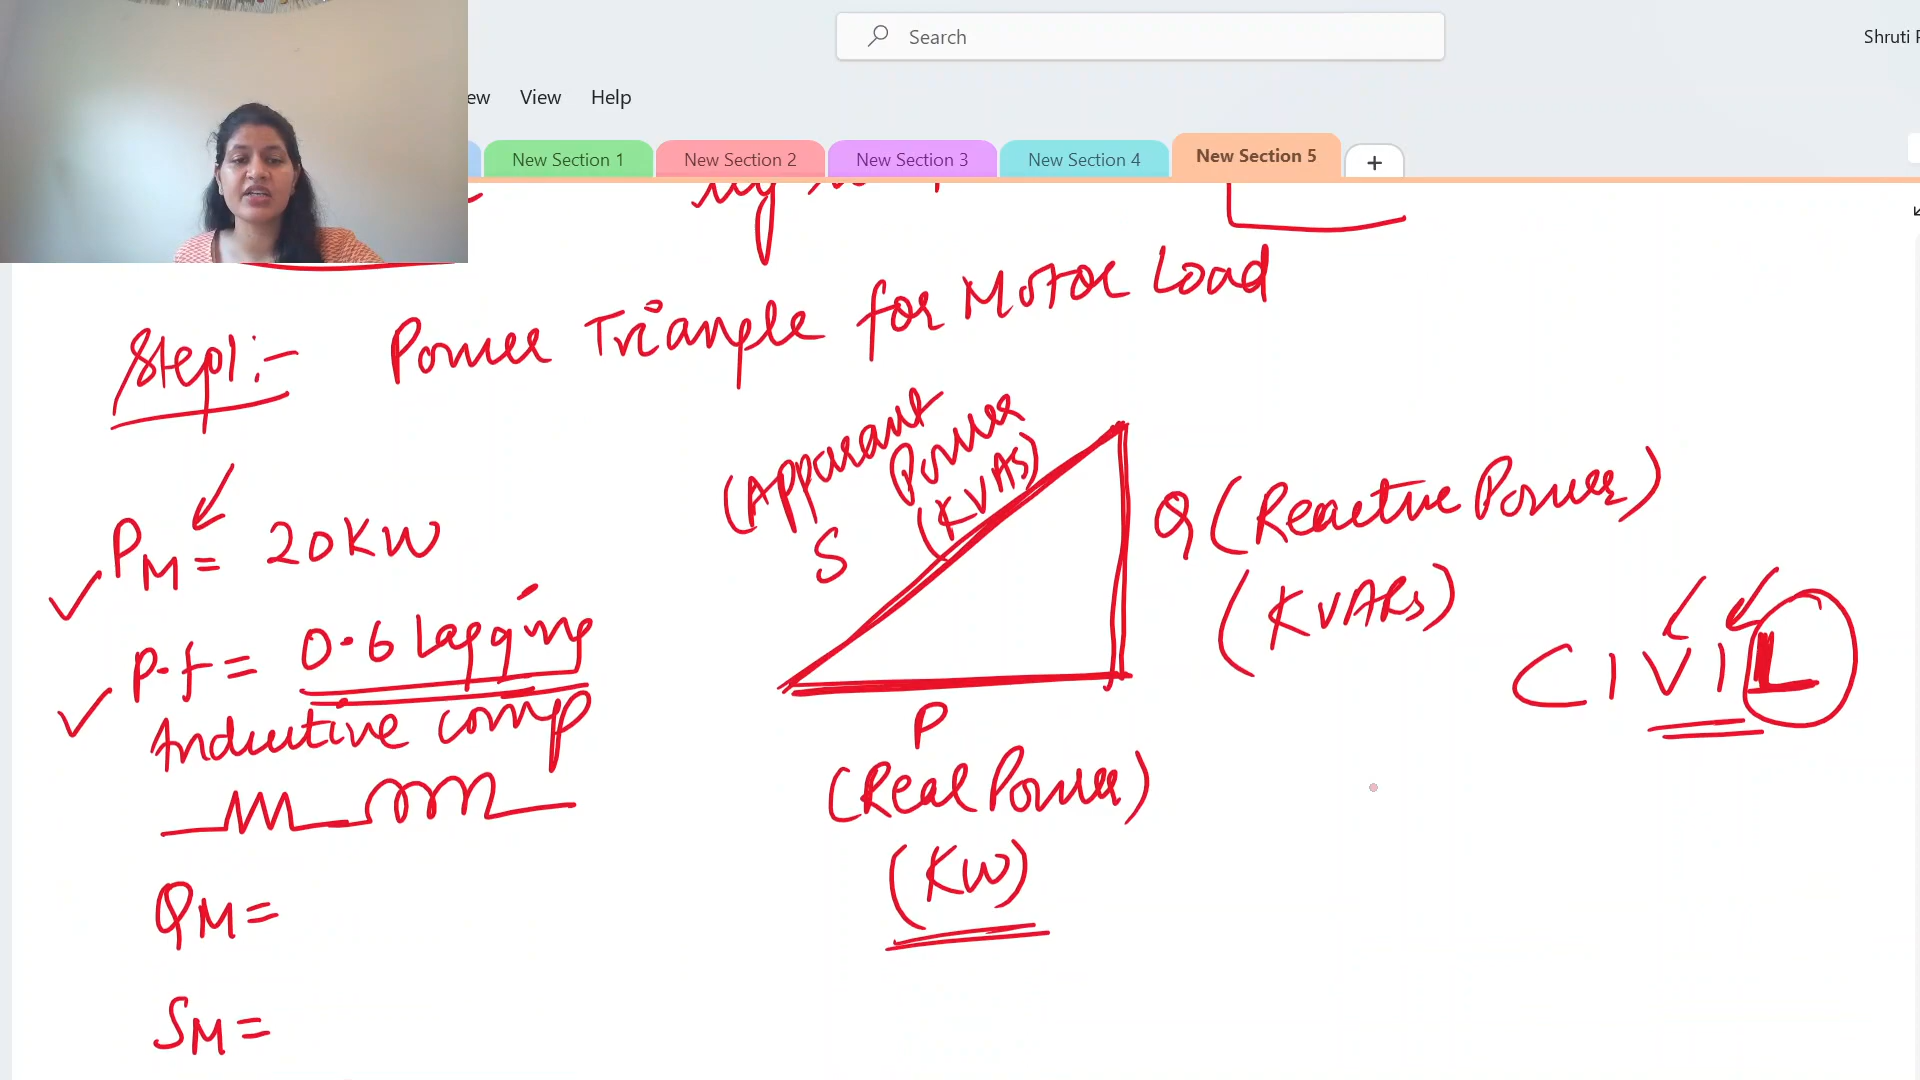 Search
Shruti
ew View Help
New Section 1 New Section 2 New Section 3 New Section 4 New Section 5 +
Step1:- Power Triangle for Motor Load
(Apparant
Power
(KVAs)
S
Q (Reactive Power)
(KVARs)
PM = 20KW
P.f = 0.6 Lagging
Inductive comp
CIVIL
P
(Real Power)
(KW)
QM =
SM =